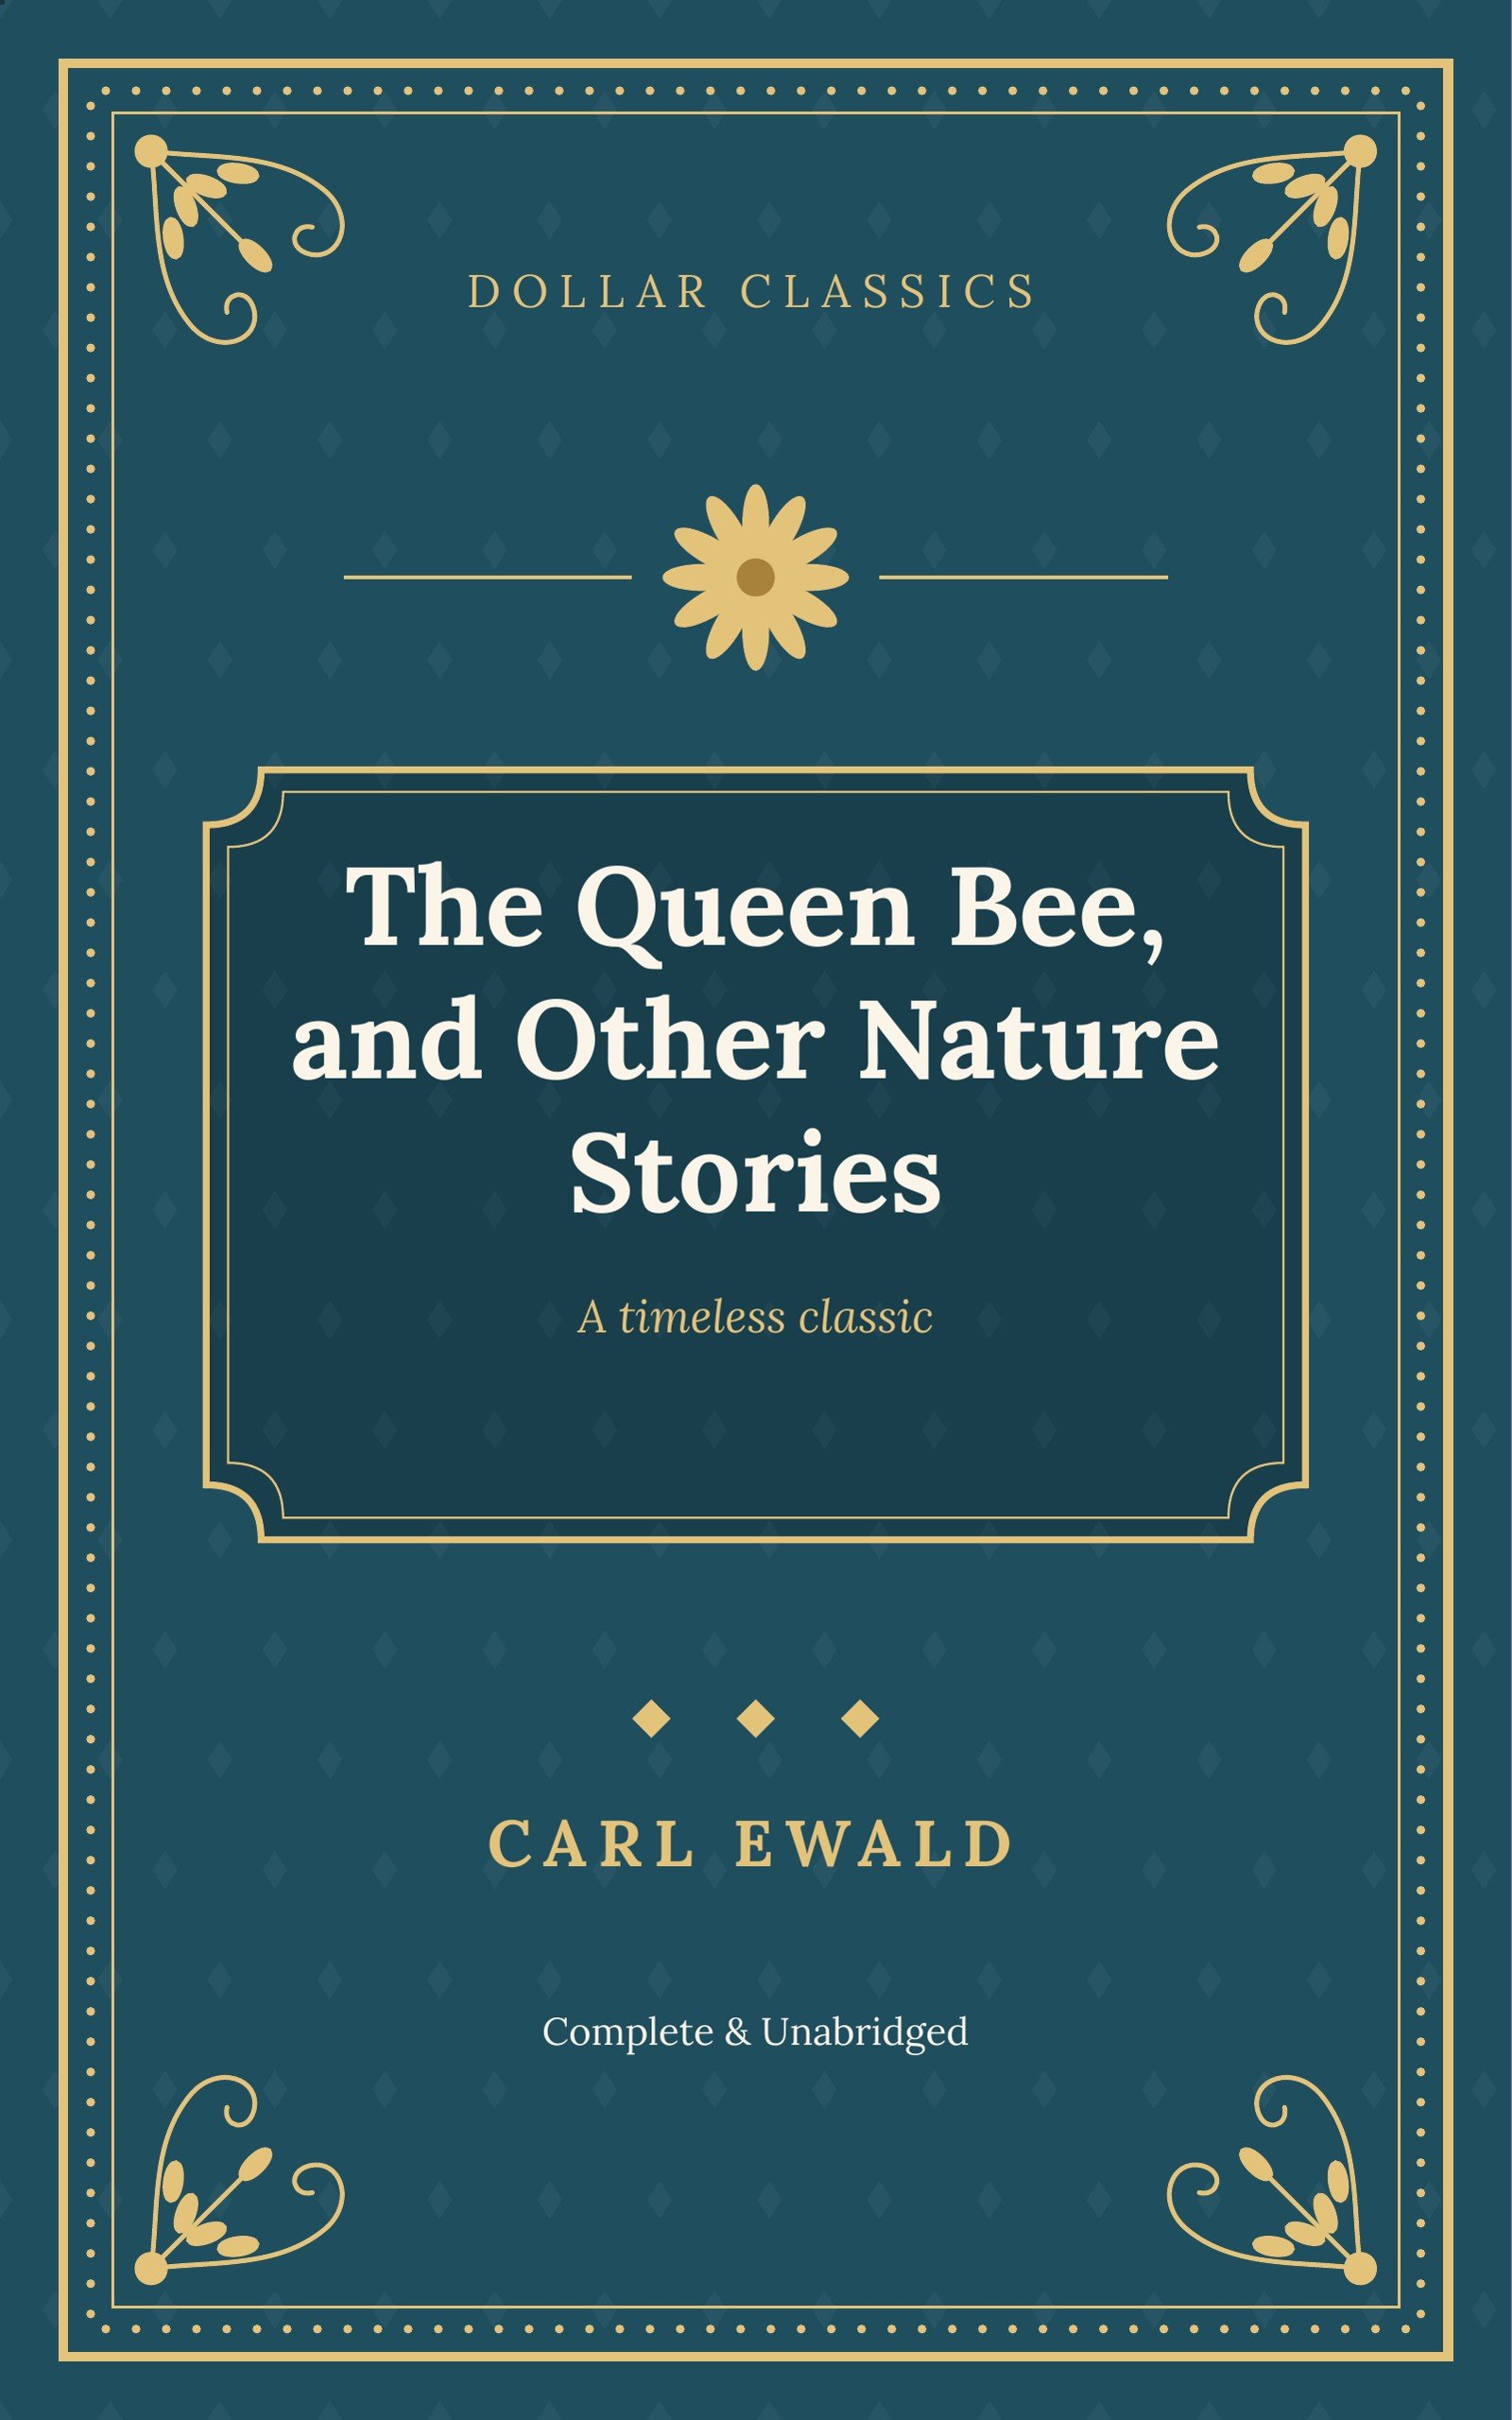 DOLLAR CLASSICS
The Queen Bee,
and Other Nature
Stories
A timeless classic
CARL EWALD
Complete & Unabridged